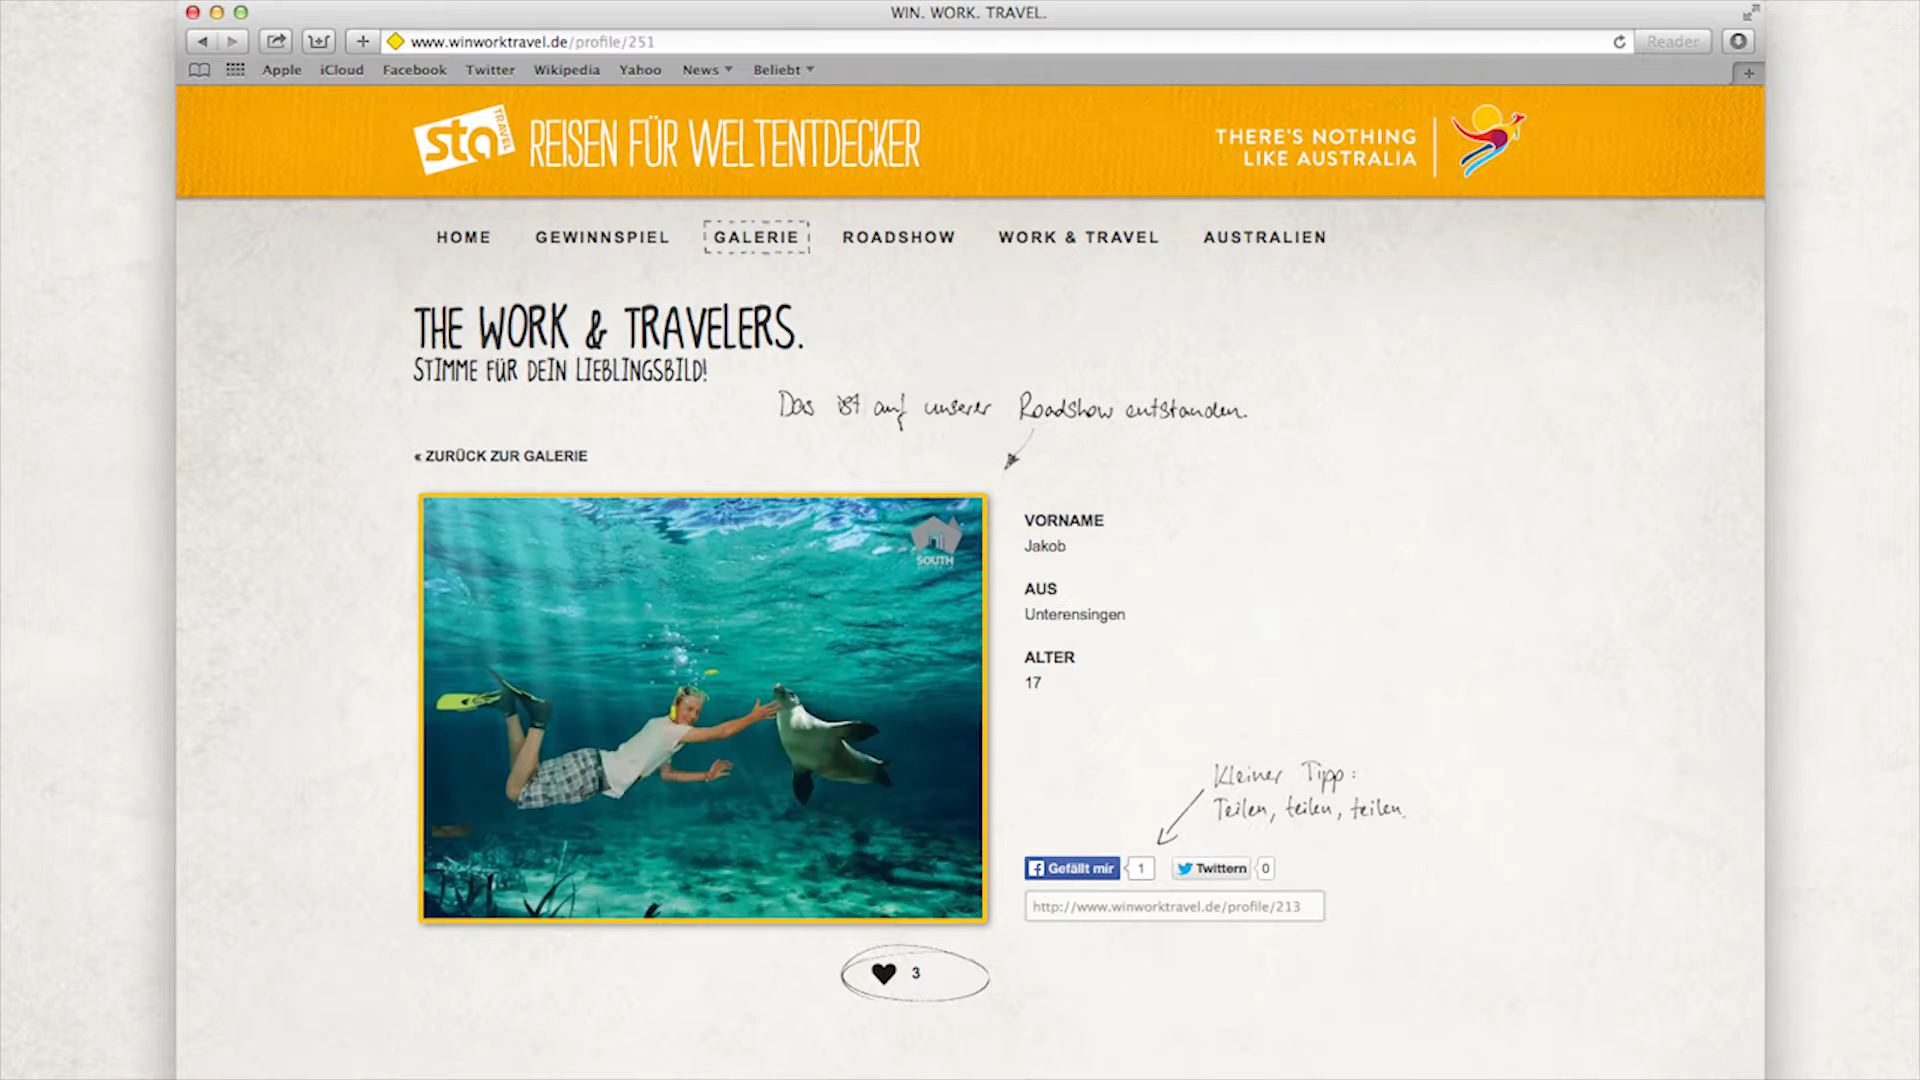 WIN. WORK. TRAVEL.
www.winworktravel.de/profile/251
Reader
Apple iCloud Facebook Twitter Wikipedia Yahoo News Beliebt
sta TRAVEL REISEN FÜR WELTENTDECKER
THERE'S NOTHING
LIKE AUSTRALIA
HOME GEWINNSPIEL GALERIE ROADSHOW WORK & TRAVEL AUSTRALIEN
THE WORK & TRAVELERS.
STIMME FÜR DEIN LIEBLINGSBILD!
Das ist auf unserer Roadshow entstanden.
« ZURÜCK ZUR GALERIE
SOUTH
VORNAME
Jakob
AUS
Unterensingen
ALTER
17
Kleiner Tipp:
Teilen, teilen, teilen.
Gefällt mir 1 Twittern 0
http://www.winworktravel.de/profile/213
3